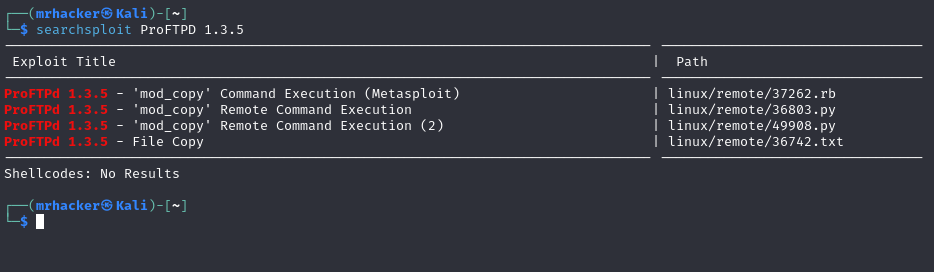 ┌──(mrhacker㉿Kali)-[~]
└─$ searchsploit ProFTPD 1.3.5
Exploit Title | Path
ProFTPd 1.3.5 - 'mod_copy' Command Execution (Metasploit) | linux/remote/37262.rb
ProFTPd 1.3.5 - 'mod_copy' Remote Command Execution | linux/remote/36803.py
ProFTPd 1.3.5 - 'mod_copy' Remote Command Execution (2) | linux/remote/49908.py
ProFTPd 1.3.5 - File Copy | linux/remote/36742.txt
Shellcodes: No Results
┌──(mrhacker㉿Kali)-[~]
└─$